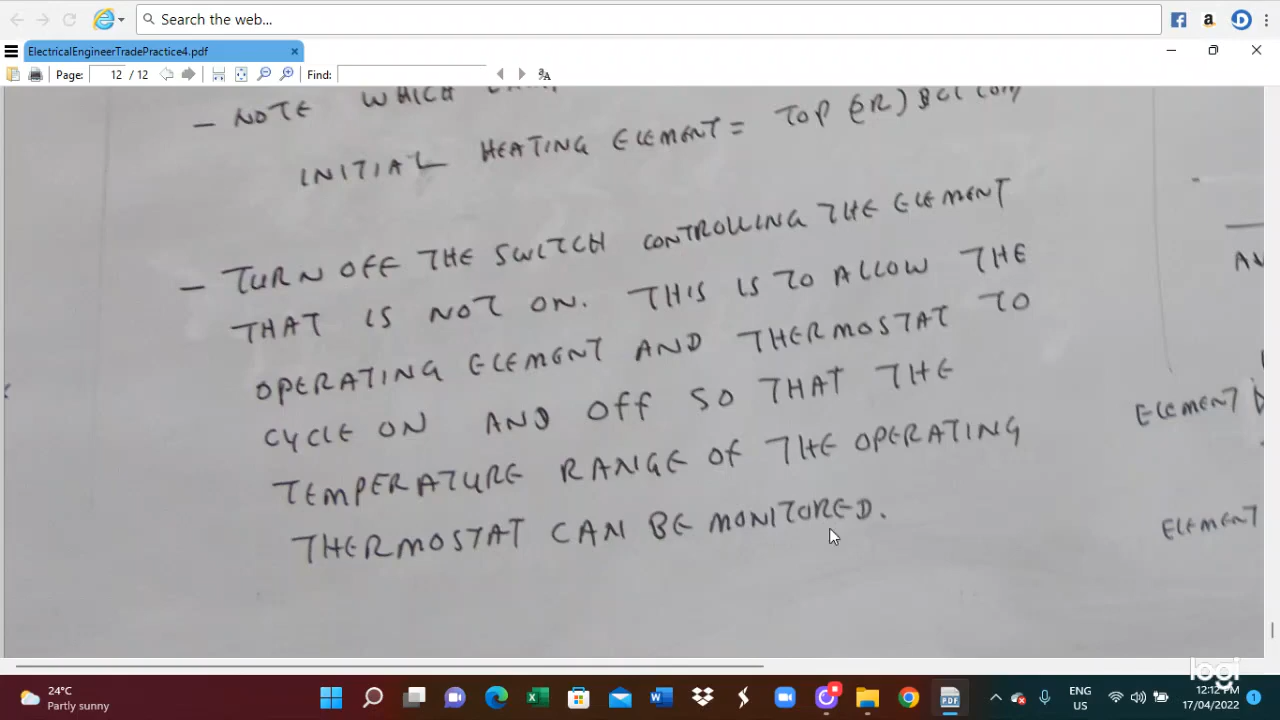 Search the web...
ElectricalEngineerTradePractice4.pdf
Page: 12 / 12 Find:
- NOTE WHICH
INITIAL HEATING ELEMENT = TOP (OR)
- TURN OFF THE SWITCH CONTROLLING THE ELEMENT
THAT IS NOT ON. THIS IS TO ALLOW THE
OPERATING ELEMENT AND THERMOSTAT TO
CYCLE ON AND OFF SO THAT THE
TEMPERATURE RANGE OF THE OPERATING
THERMOSTAT CAN BE MONITORED.
ELEMENT
ELEMENT
logi
24°C
Partly sunny
ENG
US
12:12 PM
17/04/2022